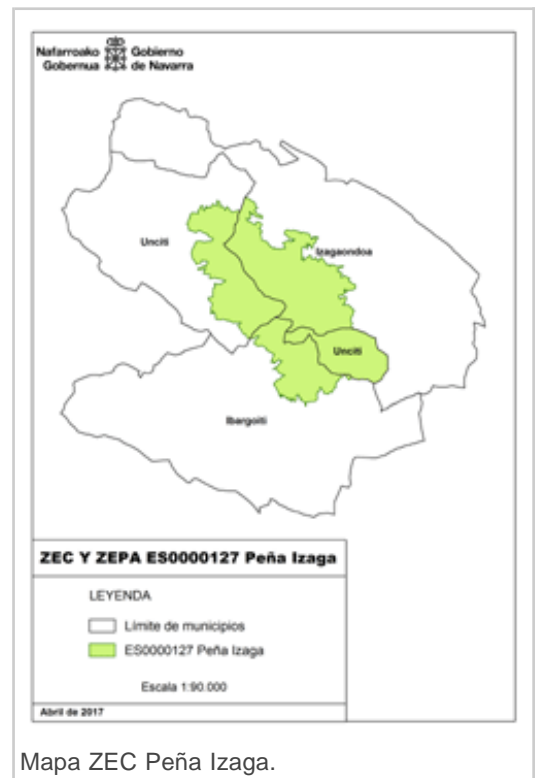 Nafarroako Gobierno
Gobernua de Navarra
Unciti
Izagaondoa
Unciti
Ibargoiti
ZEC Y ZEPA ES0000127 Peña Izaga
LEYENDA
Límite de municipios
ES0000127 Peña Izaga
Escala 1:90.000
Abril de 2017
Mapa ZEC Peña Izaga.